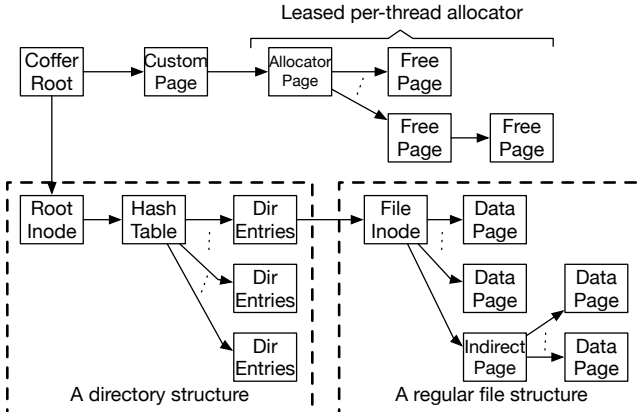 Leased per-thread allocator
Coffer
Root
Custom
Page
Allocator
Page
Free
Page
Free
Page
Free
Page
Root
Inode
Hash
Table
Dir
Entries
Dir
Entries
Dir
Entries
File
Inode
Data
Page
Data
Page
Indirect
Page
Data
Page
Data
Page
A directory structure
A regular file structure